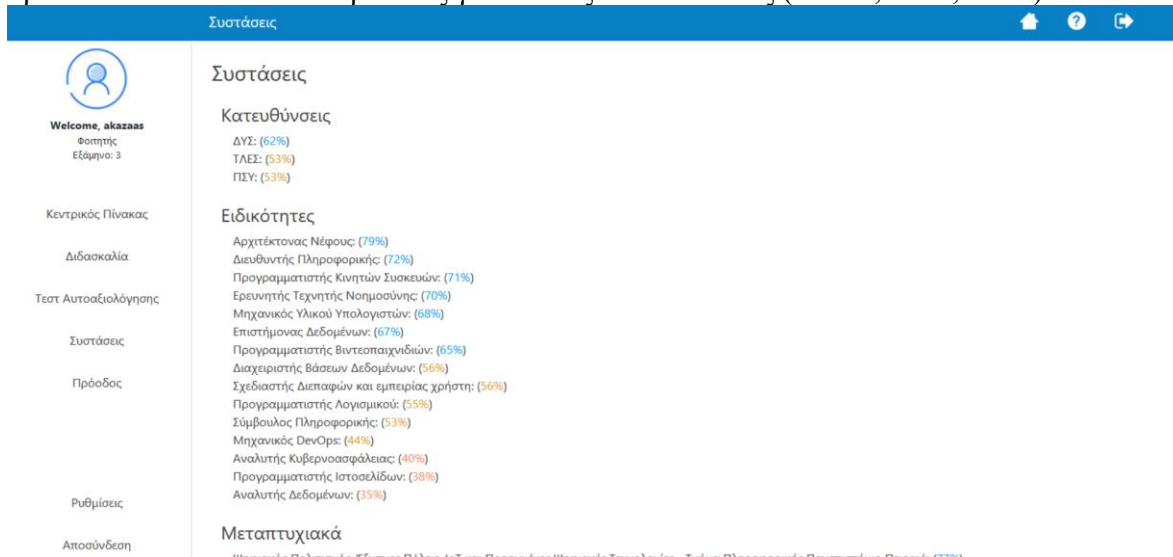 Συστάσεις
Welcome, akazaas
Φοιτητής
Εξάμηνο: 3
Κεντρικός Πίνακας
Διδασκαλία
Τεστ Αυτοαξιολόγησης
Συστάσεις
Πρόοδος
Ρυθμίσεις
Αποσύνδεση
Συστάσεις
Κατευθύνσεις
ΔΥΣ: (62%)
ΤΛΕΣ: (53%)
ΠΣΥ: (53%)
Ειδικότητες
Αρχιτέκτονας Νέφους: (79%)
Διευθυντής Πληροφορικής: (72%)
Προγραμματιστής Κινητών Συσκευών: (71%)
Ερευνητής Τεχνητής Νοημοσύνης: (70%)
Μηχανικός Υλικού Υπολογιστών: (68%)
Επιστήμονας Δεδομένων: (67%)
Προγραμματιστής Βιντεοπαιχνιδιών: (65%)
Διαχειριστής Βάσεων Δεδομένων: (56%)
Σχεδιαστής Διεπαφών και εμπειρίας χρήστη: (56%)
Προγραμματιστής Λογισμικού: (55%)
Σύμβουλος Πληροφορικής: (53%)
Μηχανικός DevOps: (44%)
Αναλυτής Κυβερνοασφάλειας: (40%)
Προγραμματιστής Ιστοσελίδων: (38%)
Αναλυτής Δεδομένων: (35%)
Μεταπτυχιακά